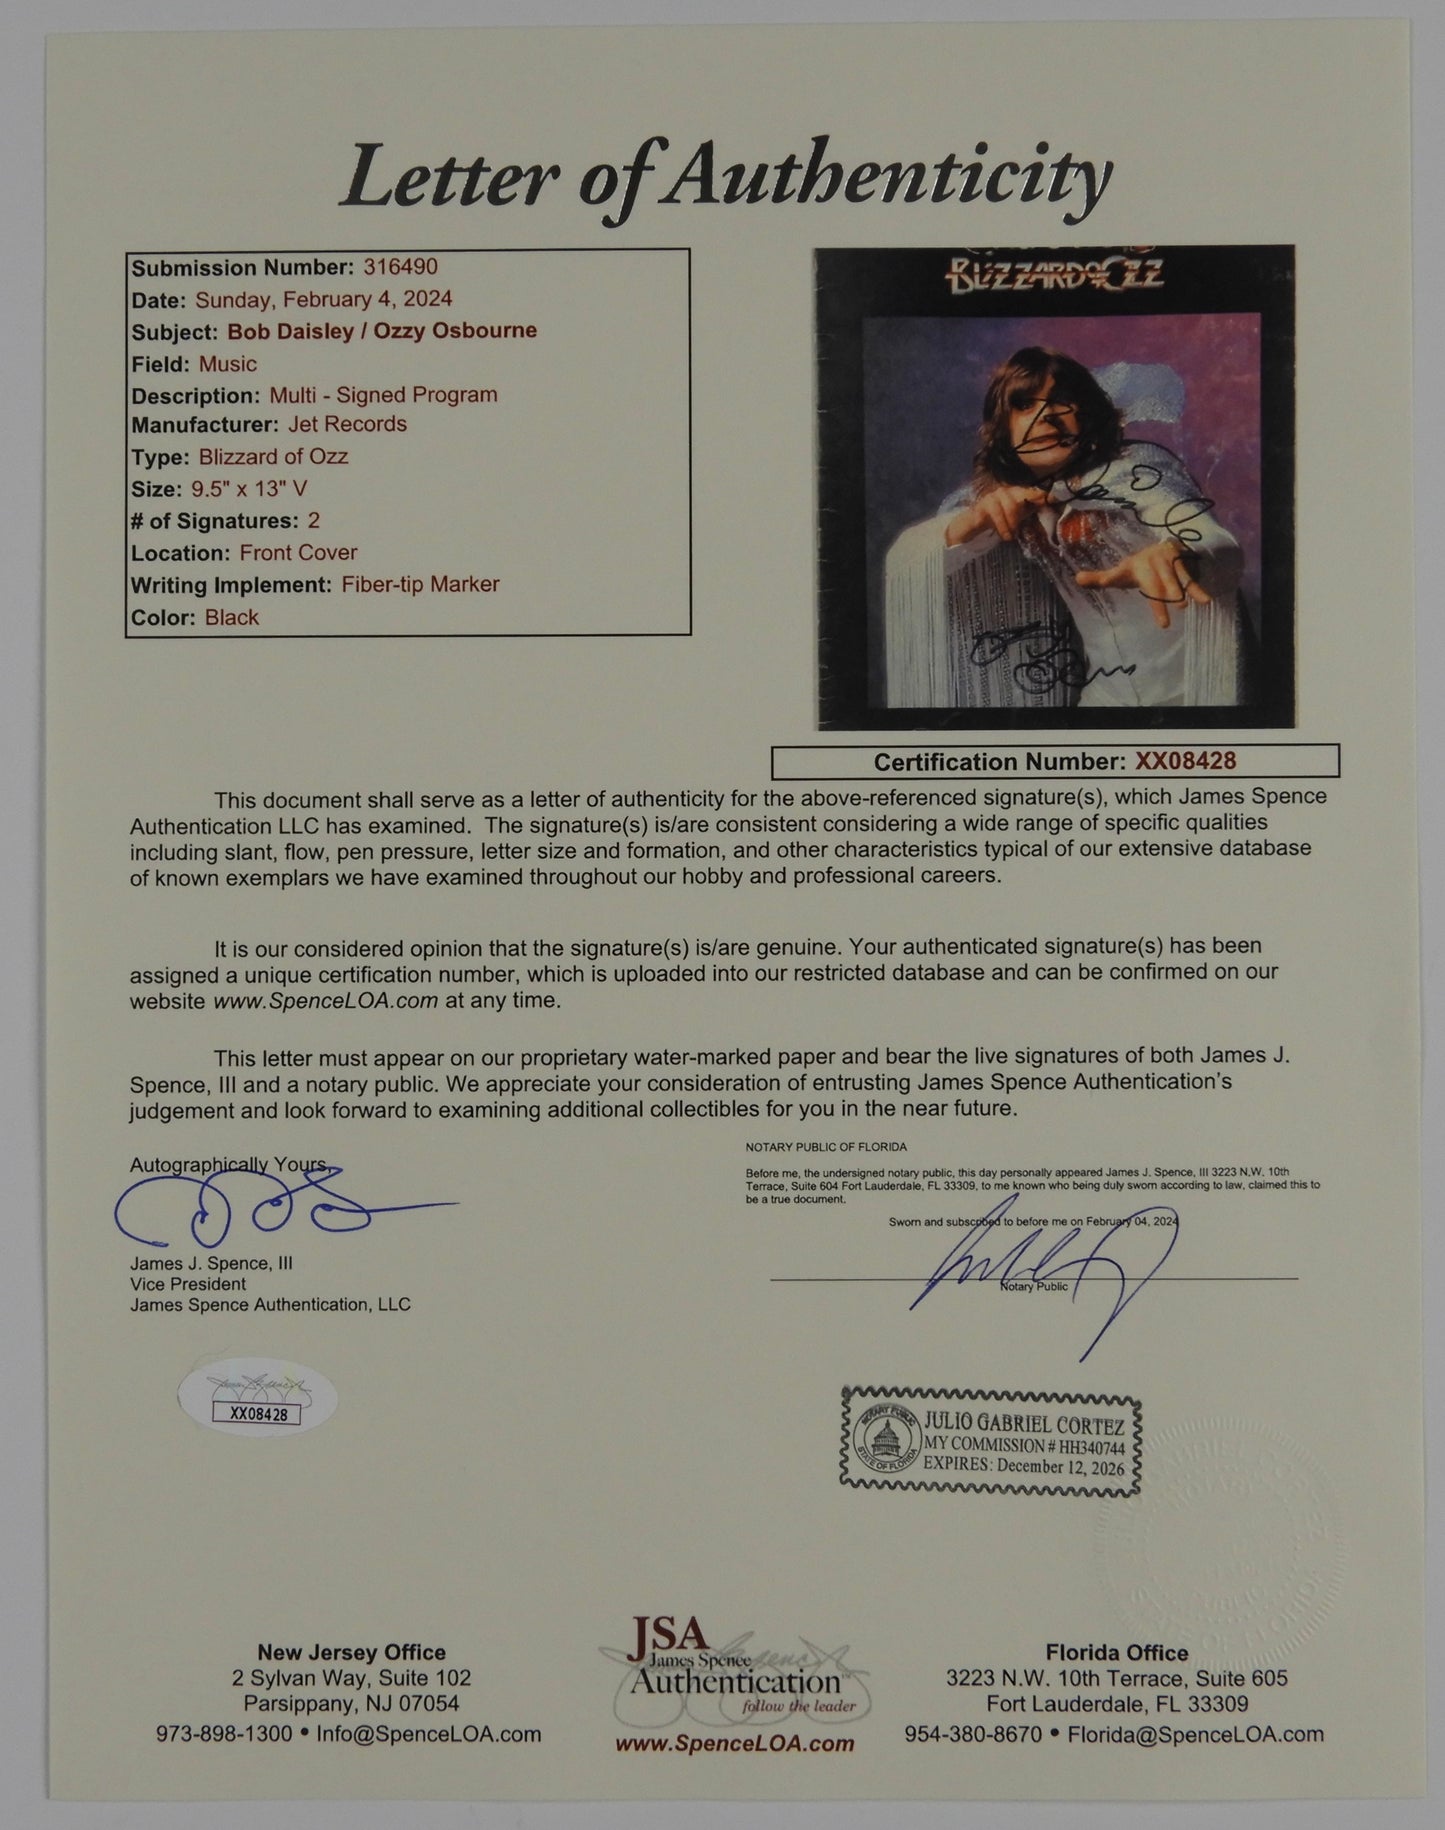 Letter of Authenticity
Submission Number: 316490
Date: Sunday, February 4, 2024
Subject: Bob Daisley / Ozzy Osbourne
Field: Music
Description: Multi - Signed Program
Manufacturer: Jet Records
Type: Blizzard of Ozz
Size: 9.5" x 13" V
# of Signatures: 2
Location: Front Cover
Writing Implement: Fiber-tip Marker
Color: Black
BLIZZARD OF OZZ
Certification Number: XX08428
This document shall serve as a letter of authenticity for the above-referenced signature(s), which James Spence
Authentication LLC has examined. The signature(s) is/are consistent considering a wide range of specific qualities
including slant, flow, pen pressure, letter size and formation, and other characteristics typical of our extensive database
of known exemplars we have examined throughout our hobby and professional careers.
It is our considered opinion that the signature(s) is/are genuine. Your authenticated signature(s) has been
assigned a unique certification number, which is uploaded into our restricted database and can be confirmed on our
website www.SpenceLOA.com at any time.
This letter must appear on our proprietary water-marked paper and bear the live signatures of both James J.
Spence, III and a notary public. We appreciate your consideration of entrusting James Spence Authentication's
judgement and look forward to examining additional collectibles for you in the near future.
Autographically Yours,
James J. Spence, III
Vice President
James Spence Authentication, LLC
NOTARY PUBLIC OF FLORIDA
Before me, the undersigned notary public, this day personally appeared James J. Spence, III 3223 N.W. 10th
Terrace, Suite 604 Fort Lauderdale, FL 33309, to me known who being duly sworn according to law, claimed this to
be a true document.
Sworn and subscribed to before me on February 04, 2024
Notary Public
XX08428
NOTARY PUBLIC
STATE OF FLORIDA
JULIO GABRIEL CORTEZ
MY COMMISSION # HH340744
EXPIRES: December 12, 2026
New Jersey Office
2 Sylvan Way, Suite 102
Parsippany, NJ 07054
973-898-1300 • Info@SpenceLOA.com
JSA
James Spence
Authentication™
follow the leader
www.SpenceLOA.com
Florida Office
3223 N.W. 10th Terrace, Suite 605
Fort Lauderdale, FL 33309
954-380-8670 • Florida@SpenceLOA.com